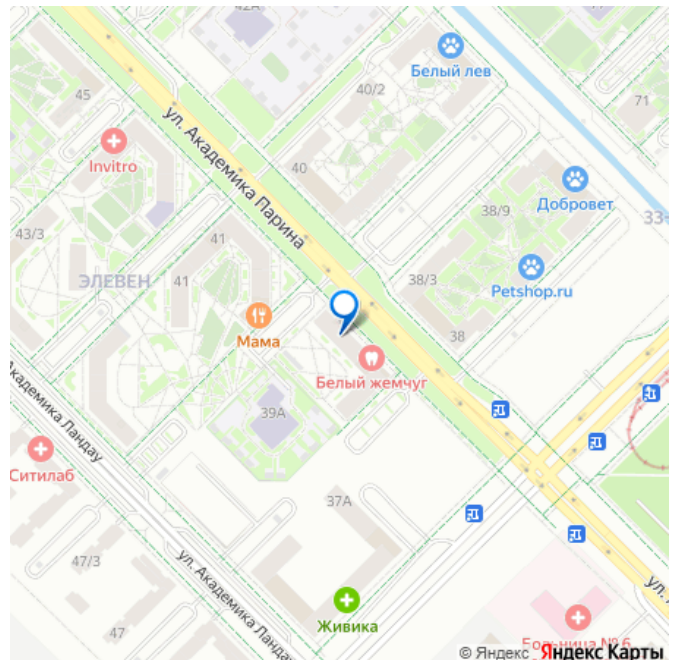 42А
45
40/2
Белый лев
71
ул. Академика Парина
Invitro
40
38/9
Добровет
33-
43/3
41
ЭЛЕВЕН
41
38/3
Petshop.ru
Мама
38
Белый жемчуг
39А
Академика Ландау
Ситилаб
37А
47/3
ул. Академика Ландау
ул.
47
Живика
Больница № 6
© Яндекс Яндекс Карты